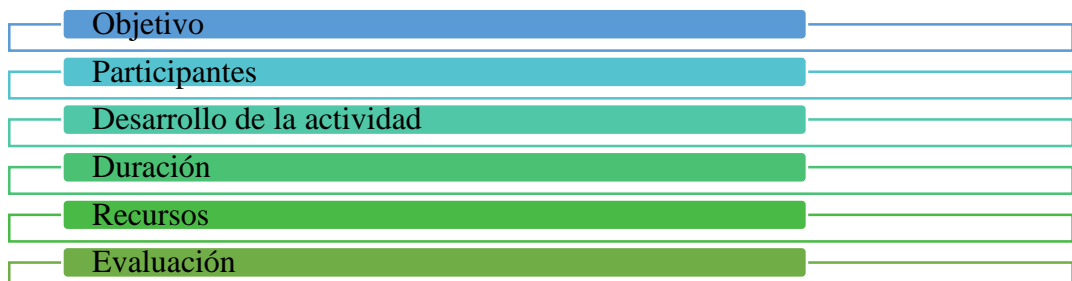 Objetivo
Participantes
Desarrollo de la actividad
Duración
Recursos
Evaluación